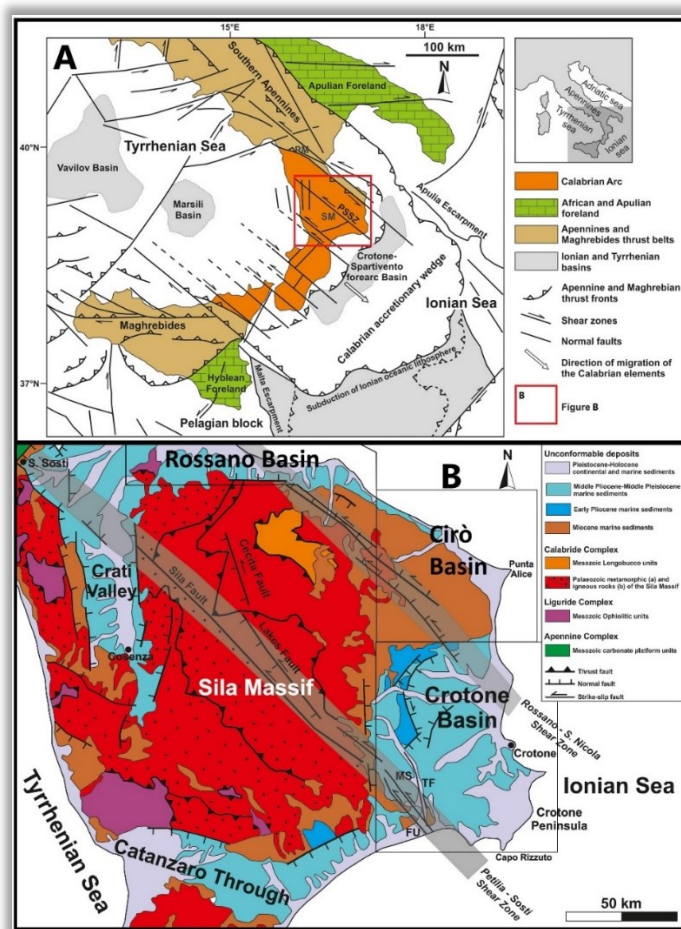 15°E
18°E
A
100 km
N
Southern Apennines
Apulian Foreland
Adriatic sea
Apennines
Tyrrhenian sea
Ionian sea
40°N
Tyrrhenian Sea
Vavilov Basin
Marsili Basin
PSSZ
SM
Apulia Escarpment
Crotone-Spartivento forearc Basin
Calabrian accretionary wedge
Ionian Sea
Maghrebides
37°N
Hyblean Foreland
Malta Escarpment
Subduction of Ionian oceanic lithosphere
Pelagian block
Calabrian Arc
African and Apulian
foreland
Apennines and
Maghrebides thrust belts
Ionian and Tyrrhenian
basins
Apennine and Maghrebian
thrust fronts
Shear zones
Normal faults
Direction of migration of
the Calabrian elements
B
Figure B
S. Sosti
Rossano Basin
B
N
Cirò
Basin
Punta
Alice
Crati
Valley
Sila Fault
Cecita Fault
Lakes Fault
Cosenza
Sila Massif
Crotone
Basin
Rossano - S. Nicola
Shear Zone
Crotone
MS
TF
FU
Ionian Sea
Crotone
Peninsula
Capo Rizzuto
Tyrrhenian Sea
Catanzaro Through
Petilia - Sosti
Shear Zone
50 km
Unconformable deposits
Pleistocene-Holocene
continental and marine sediments
Middle Pliocene-Middle Pleistocene
marine sediments
Early Pliocene marine sediments
Miocene marine sediments
Calabride Complex
Mesozoic Longobucco units
Palaeozoic metamorphic (a) and
igneous rocks (b) of the Sila Massif
Liguride Complex
Mesozoic Ophiolitic units
Apennine Complex
Mesozoic carbonate platform units
Thrust fault
Normal fault
Strike-slip fault